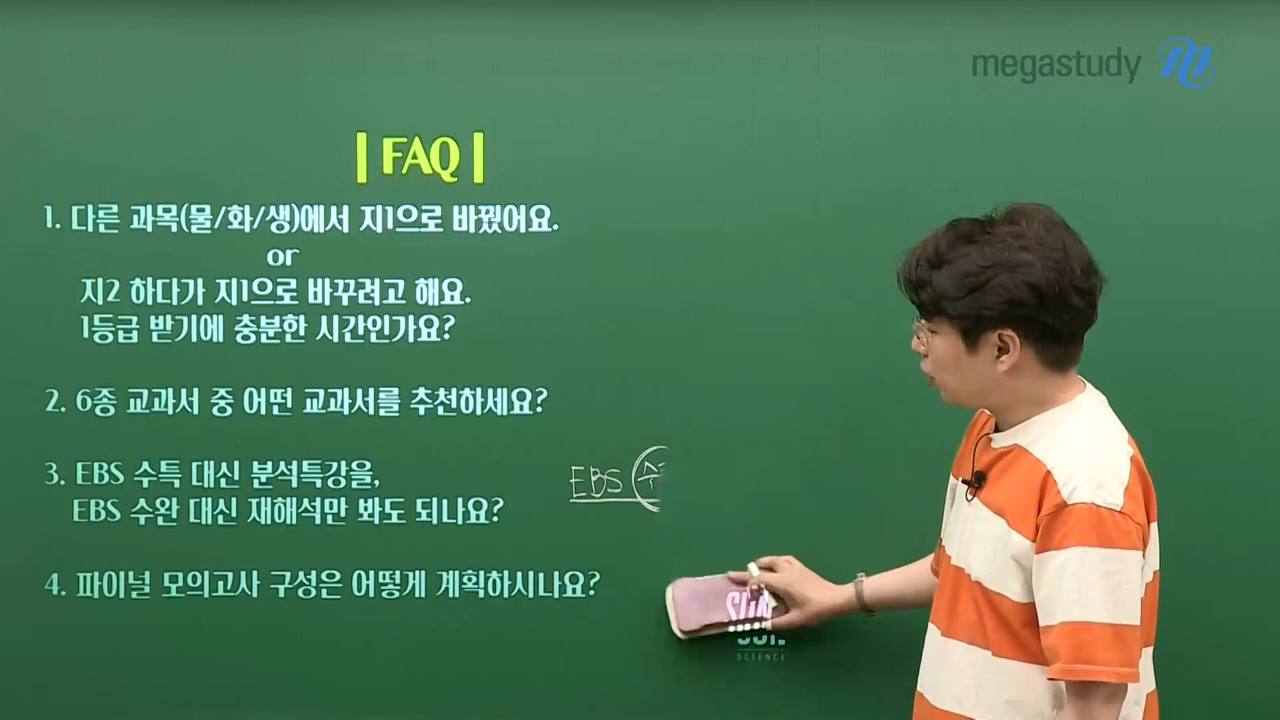 megastudy
| FAQ |
1. 다른 과목(물/화/생)에서 지1으로 바꿨어요.
or
지2 하다가 지1으로 바꾸려고 해요.
1등급 받기에 충분한 시간인가요?
2. 6종 교과서 중 어떤 교과서를 추천하세요?
3. EBS 수특 대신 분석특강을,
EBS (수
EBS 수완 대신 재해석만 봐도 되나요?
4. 파이널 모의고사 구성은 어떻게 계획하시나요?
SCIENCE